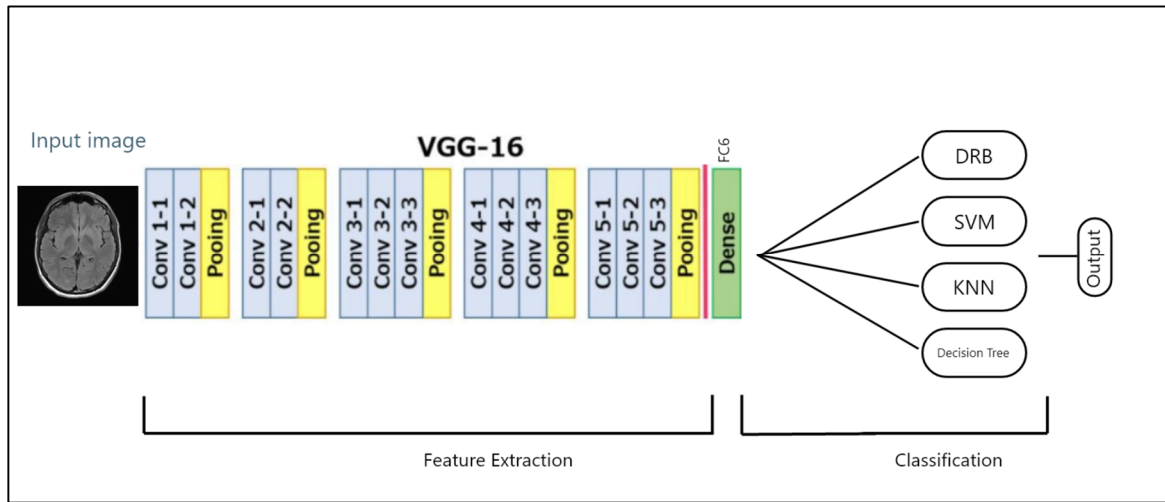 Input image
VGG-16
Conv 1-1
Conv 1-2
Pooing
Conv 2-1
Conv 2-2
Pooing
Conv 3-1
Conv 3-2
Conv 3-3
Pooing
Conv 4-1
Conv 4-2
Conv 4-3
Pooing
Conv 5-1
Conv 5-2
Conv 5-3
Pooing
FC6
Dense
DRB
SVM
KNN
Decision Tree
Output
Feature Extraction
Classification